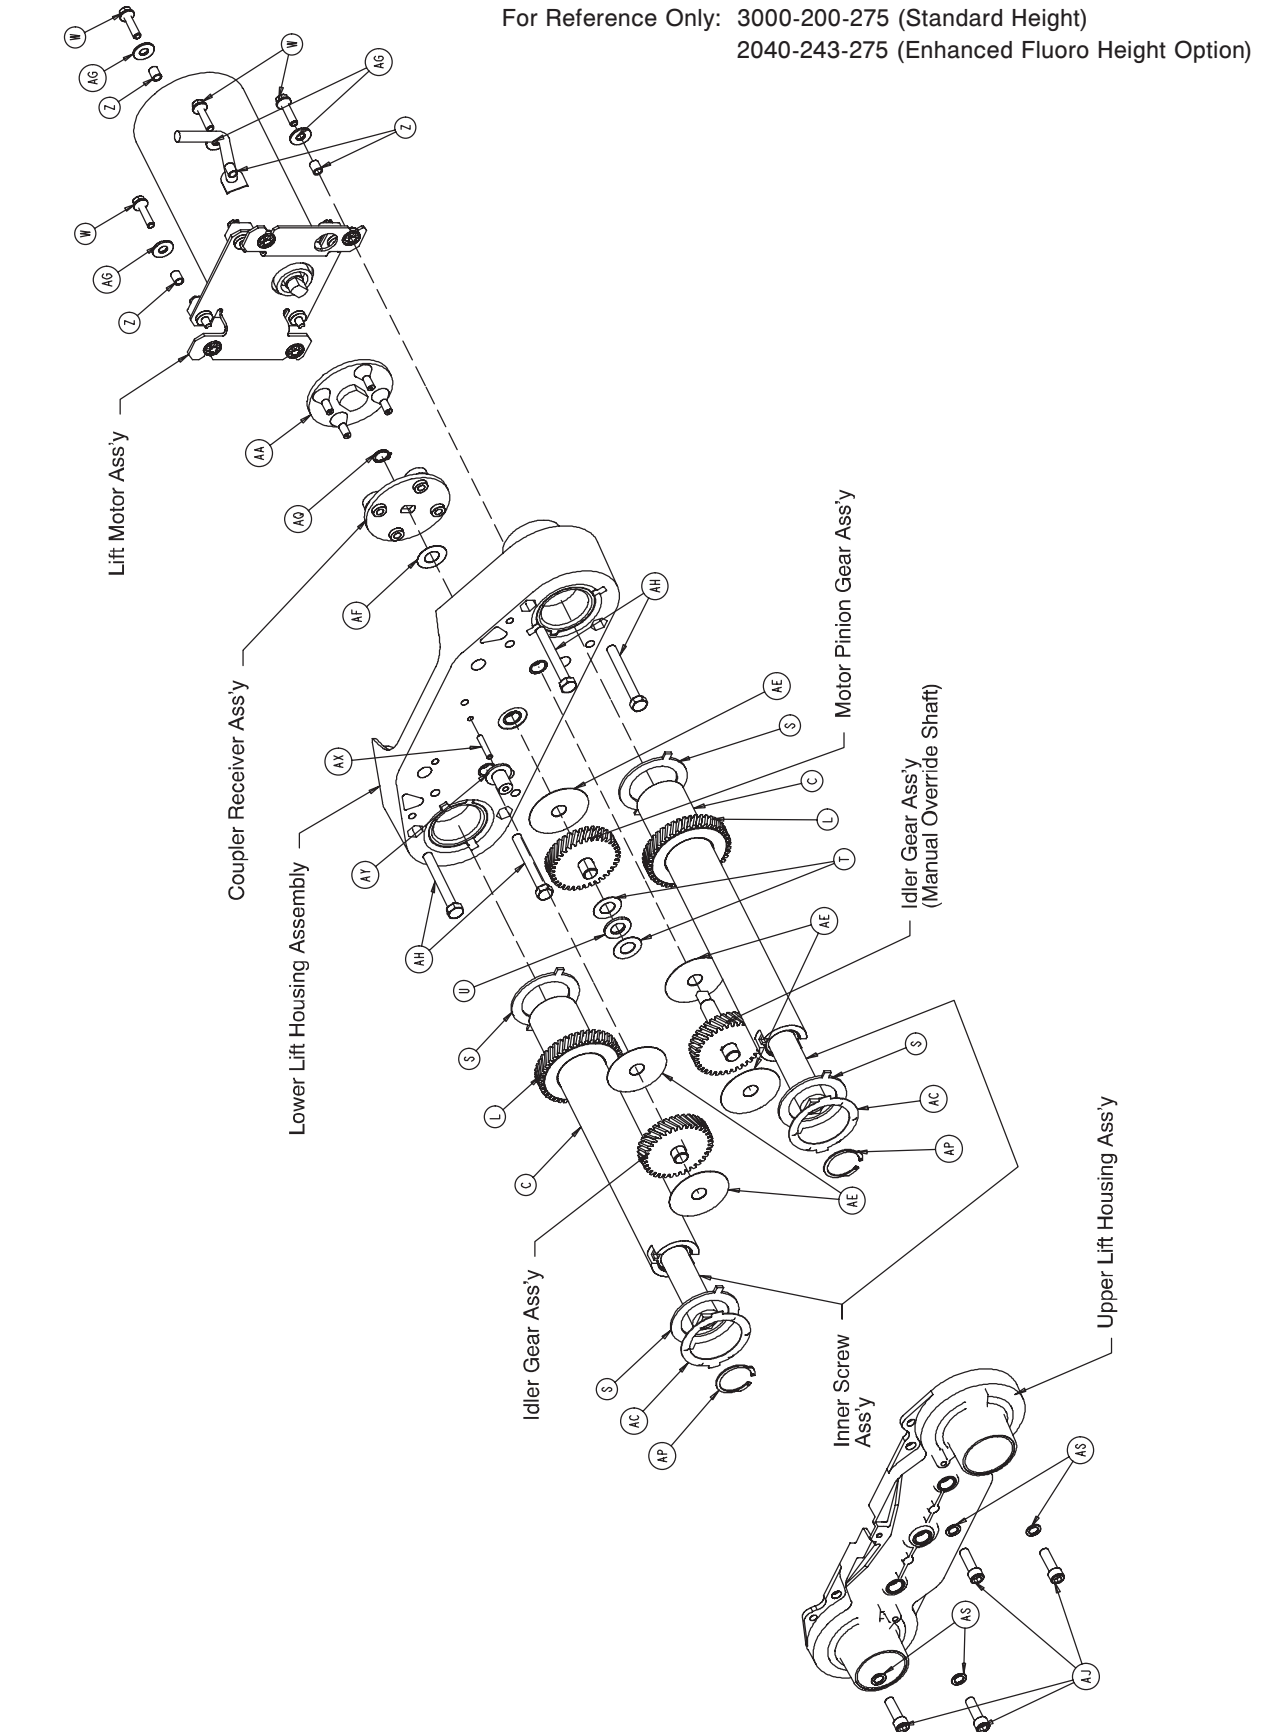 For Reference Only: 3000-200-275 (Standard Height)
2040-243-275 (Enhanced Fluoro Height Option)
W
AG
Z
W
AG
Z
W
AG
Z
Lift Motor Ass'y
AA
AQ
AF
Coupler Receiver Ass'y
AH
Motor Pinion Gear Ass'y
AE
S
C
L
T
AX
AY
Lower Lift Housing Assembly
AH
U
S
L
C
Idler Gear Ass'y
(Manual Override Shaft)
AE
S
AC
AP
AE
Idler Gear Ass'y
S
AC
AP
Inner Screw
Ass'y
Upper Lift Housing Ass'y
AS
AS
AJ